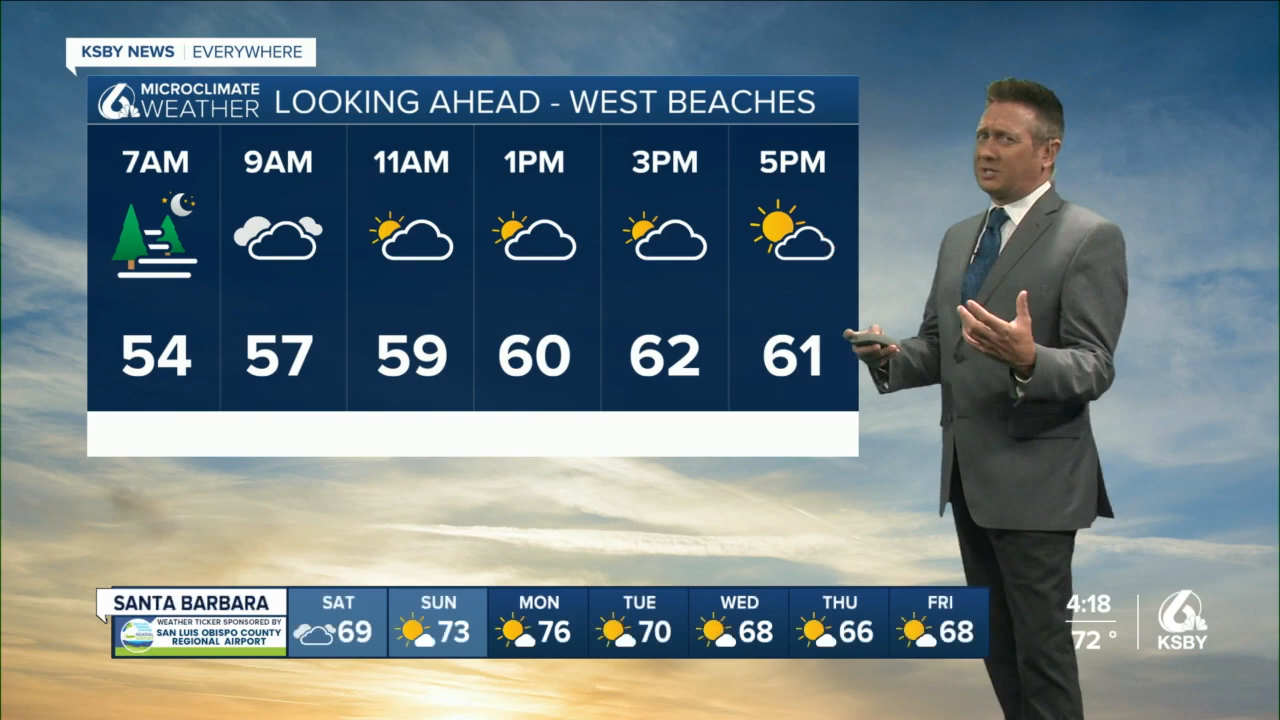 KSBY NEWS EVERYWHERE
6 MICROCLIMATE WEATHER LOOKING AHEAD - WEST BEACHES
7AM 9AM 11AM 1PM 3PM 5PM
54 57 59 60 62 61
SANTA BARBARA
WEATHER TICKER SPONSORED BY
SAN LUIS OBISPO COUNTY
REGIONAL AIRPORT
SAT SUN MON TUE WED THU FRI
69 73 76 70 68 66 68
4:18
72 °
6
KSBY